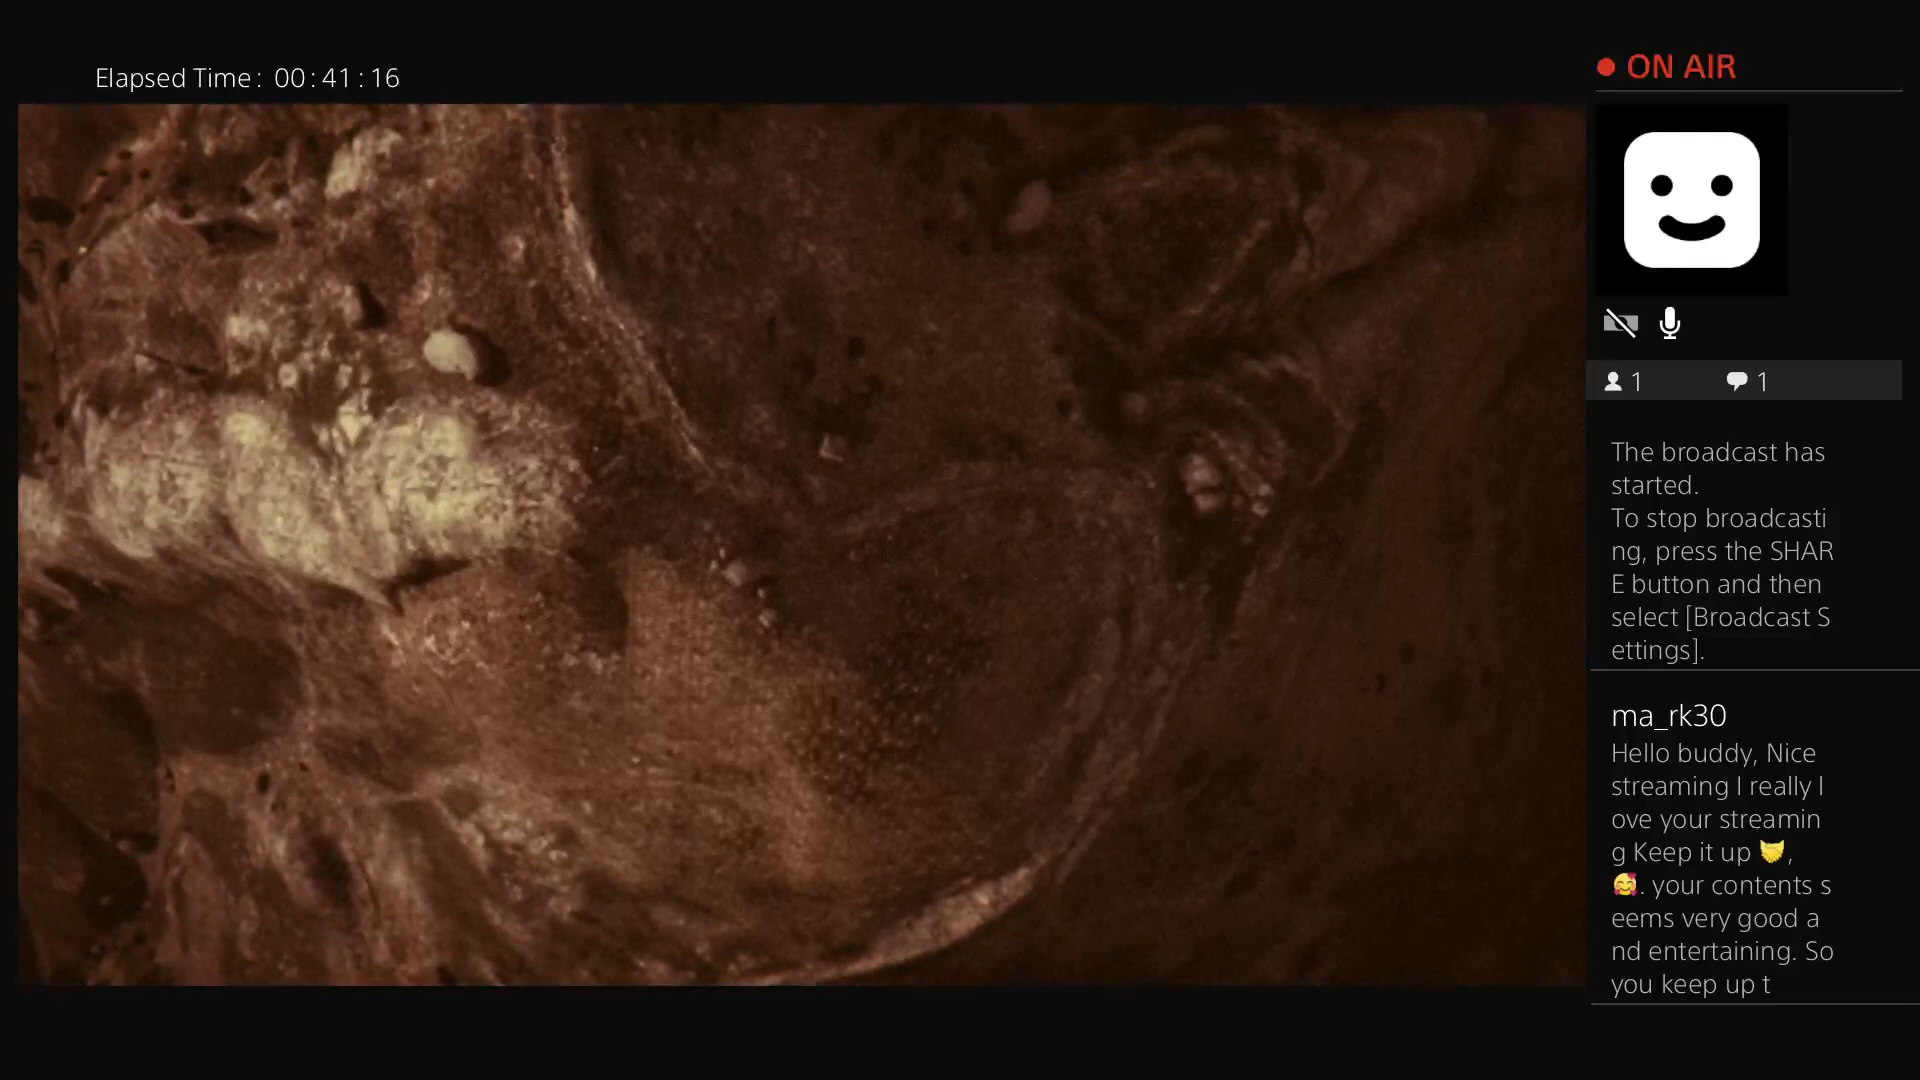 Elapsed Time: 00:41:16
ON AIR
1 1
The broadcast has
started.
To stop broadcasti
ng, press the SHAR
E button and then
select [Broadcast S
ettings].
ma_rk30
Hello buddy, Nice
streaming I really l
ove your streamin
g Keep it up 🤝,
🥰. your contents s
eems very good a
nd entertaining. So
you keep up t